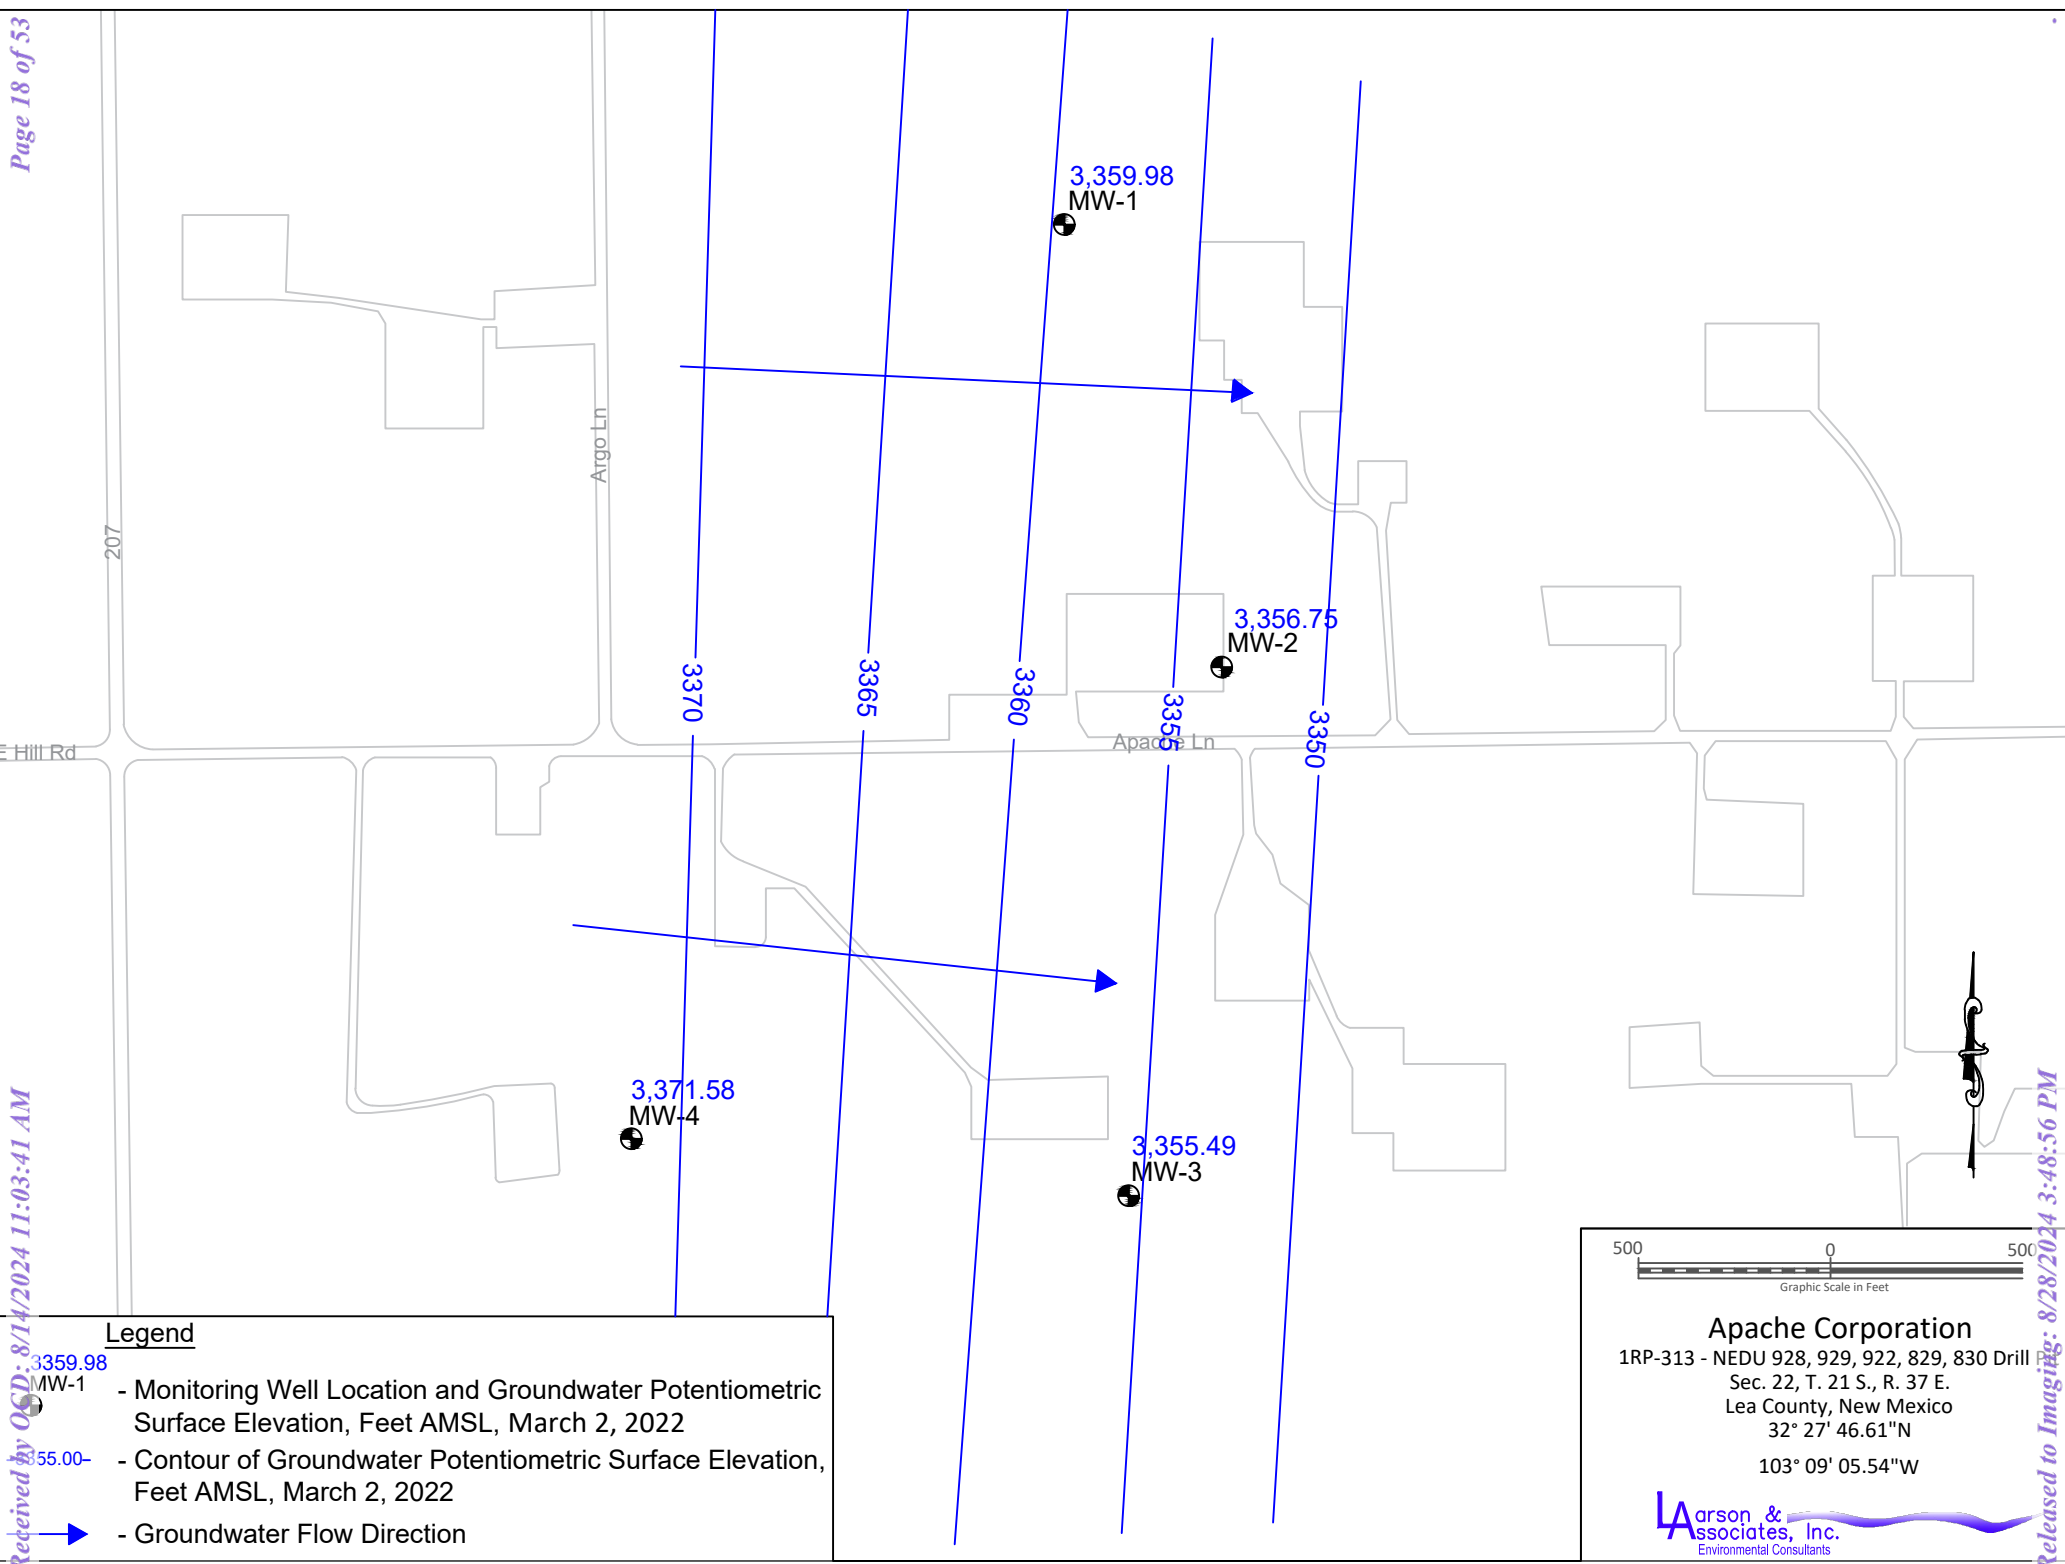 Page 18 of 53
3,359.98
MW-1
Argo Ln
207
3,356.75
MW-2
3370
3365
3360
3355
3350
E Hill Rd
Apache Ln
3,371.58
MW-4
3,355.49
MW-3
Received by OCD: 8/14/2024 11:03:41 AM
Released to Imaging: 8/28/2024 3:48:56 PM
Legend
3359.98
MW-1
- Monitoring Well Location and Groundwater Potentiometric
Surface Elevation, Feet AMSL, March 2, 2022
3355.00
- Contour of Groundwater Potentiometric Surface Elevation,
Feet AMSL, March 2, 2022
- Groundwater Flow Direction
500 0 500
Graphic Scale in Feet
Apache Corporation
1RP-313 - NEDU 928, 929, 922, 829, 830 Drill
Sec. 22, T. 21 S., R. 37 E.
Lea County, New Mexico
32° 27' 46.61"N
103° 09' 05.54"W
Larson &
Associates, Inc.
Environmental Consultants